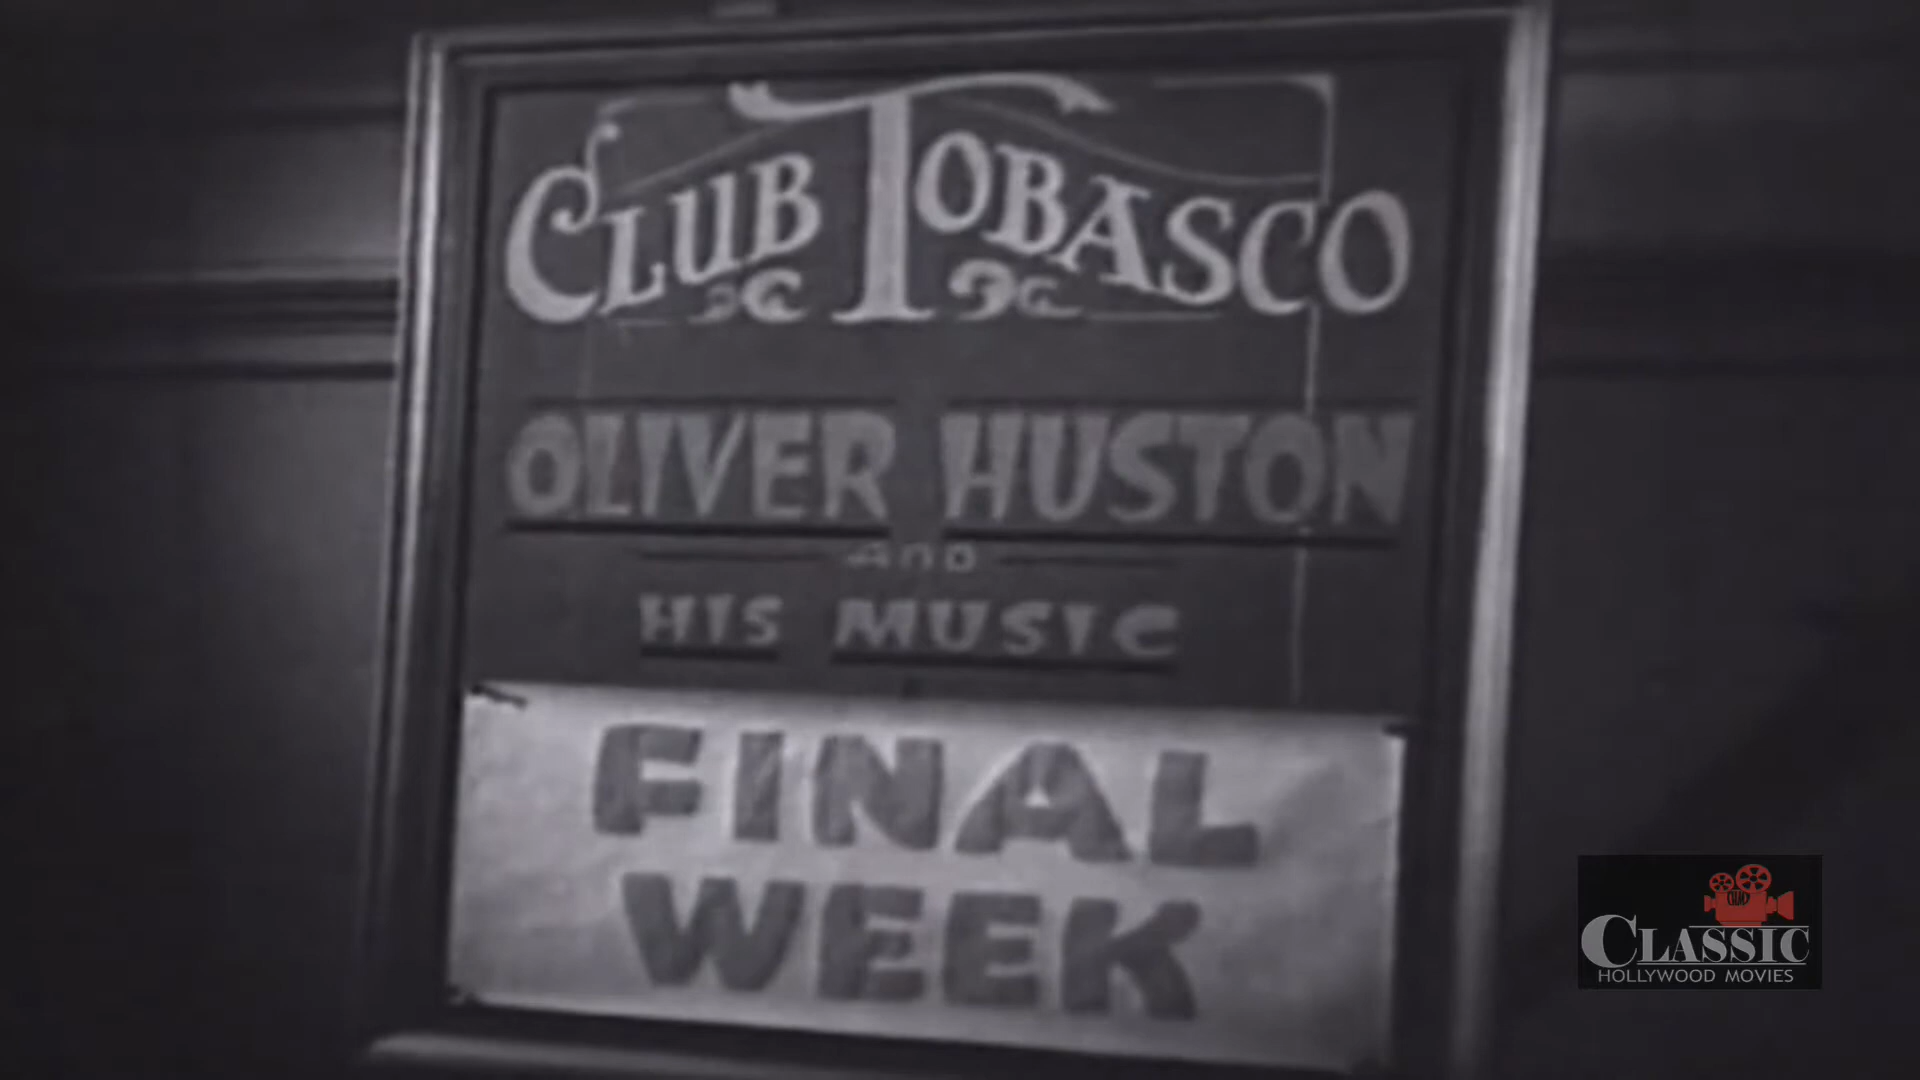 CLUB TOBASCO
OLIVER HUSTON
AND
HIS MUSIC
FINAL
WEEK
CLASSIC
HOLLYWOOD MOVIES